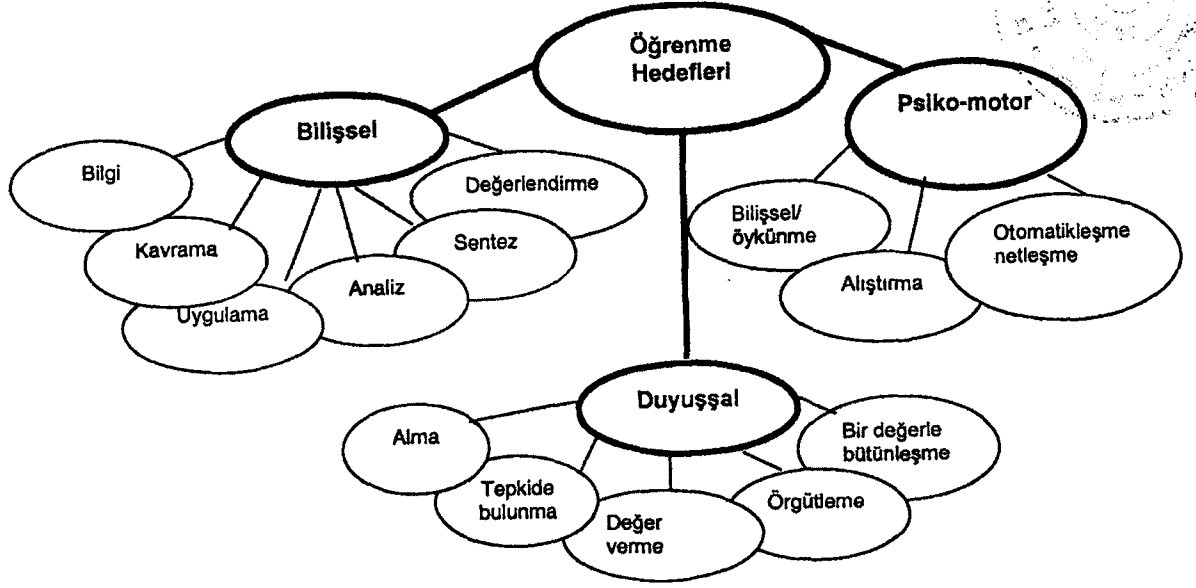 Öğrenme
Hedefleri
Bilişsel
Bilgi
Kavrama
Uygulama
Analiz
Sentez
Değerlendirme
Psiko-motor
Bilişsel/
öykünme
Alıştırma
Otomatikleşme
netleşme
Duyuşşal
Alma
Tepkide
bulunma
Değer
verme
Örgütleme
Bir değerle
bütünleşme